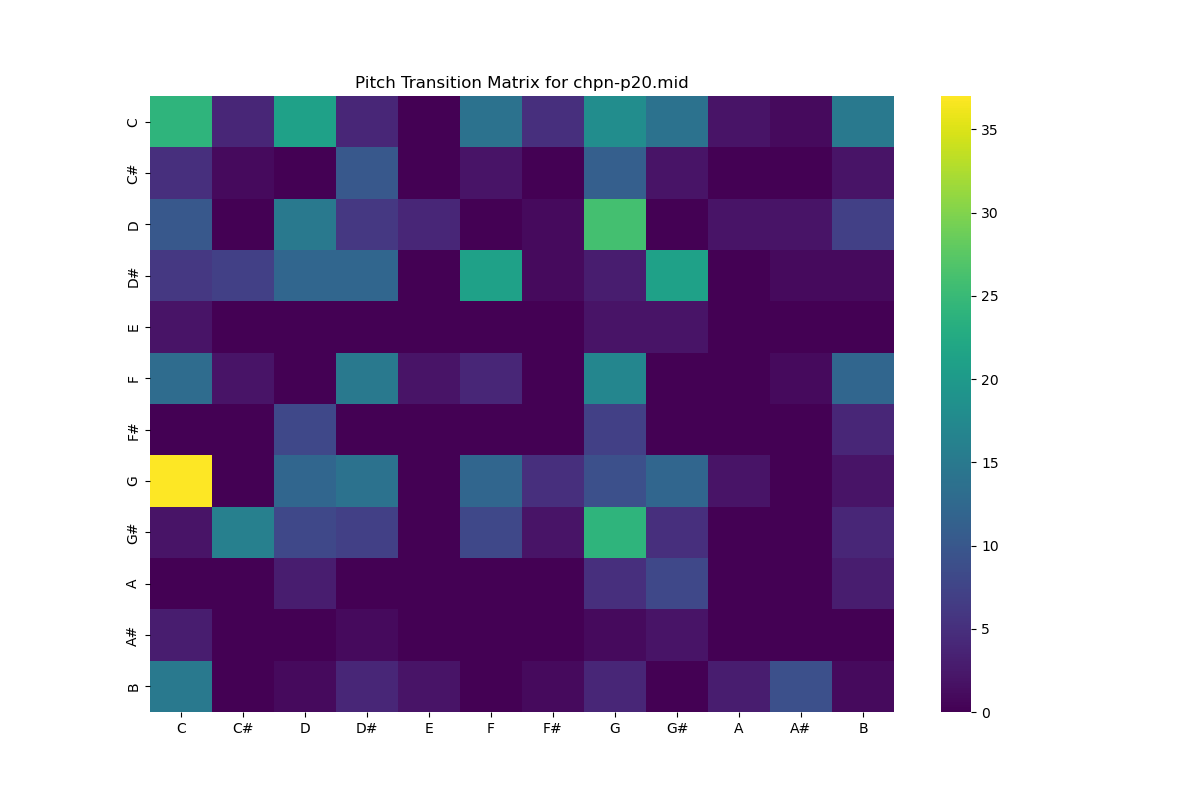 Pitch Transition Matrix for chpn-p20.mid
C
C#
D
D#
E
F
F#
G
G#
A
A#
B
C C# D D# E F F# G G# A A# B
35
30
25
20
15
10
5
0